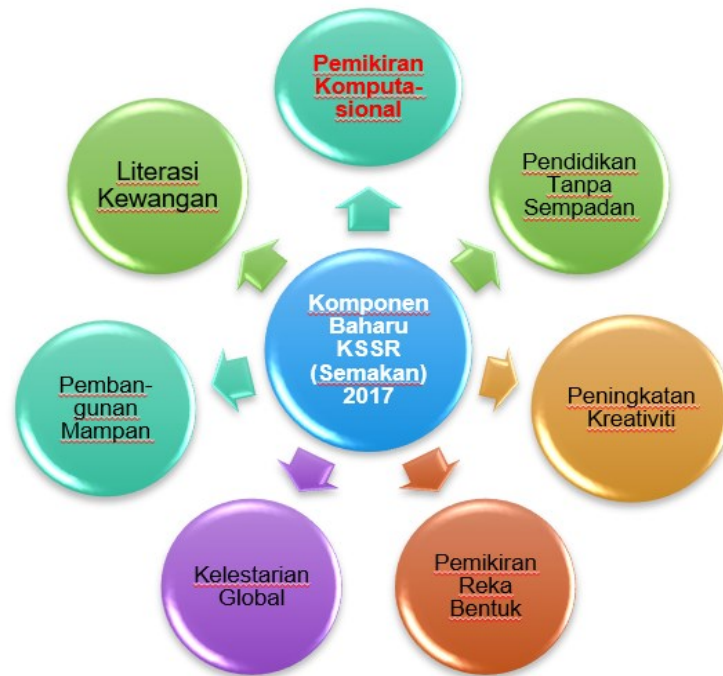 Pemikiran
Komputa-
sional
Literasi
Kewangan
Pendidikan
Tanpa
Sempadan
Komponen
Baharu
KSSR
(Semakan)
2017
Pemban-
gunan
Mampan
Peningkatan
Kreativiti
Kelestarian
Global
Pemikiran
Reka
Bentuk